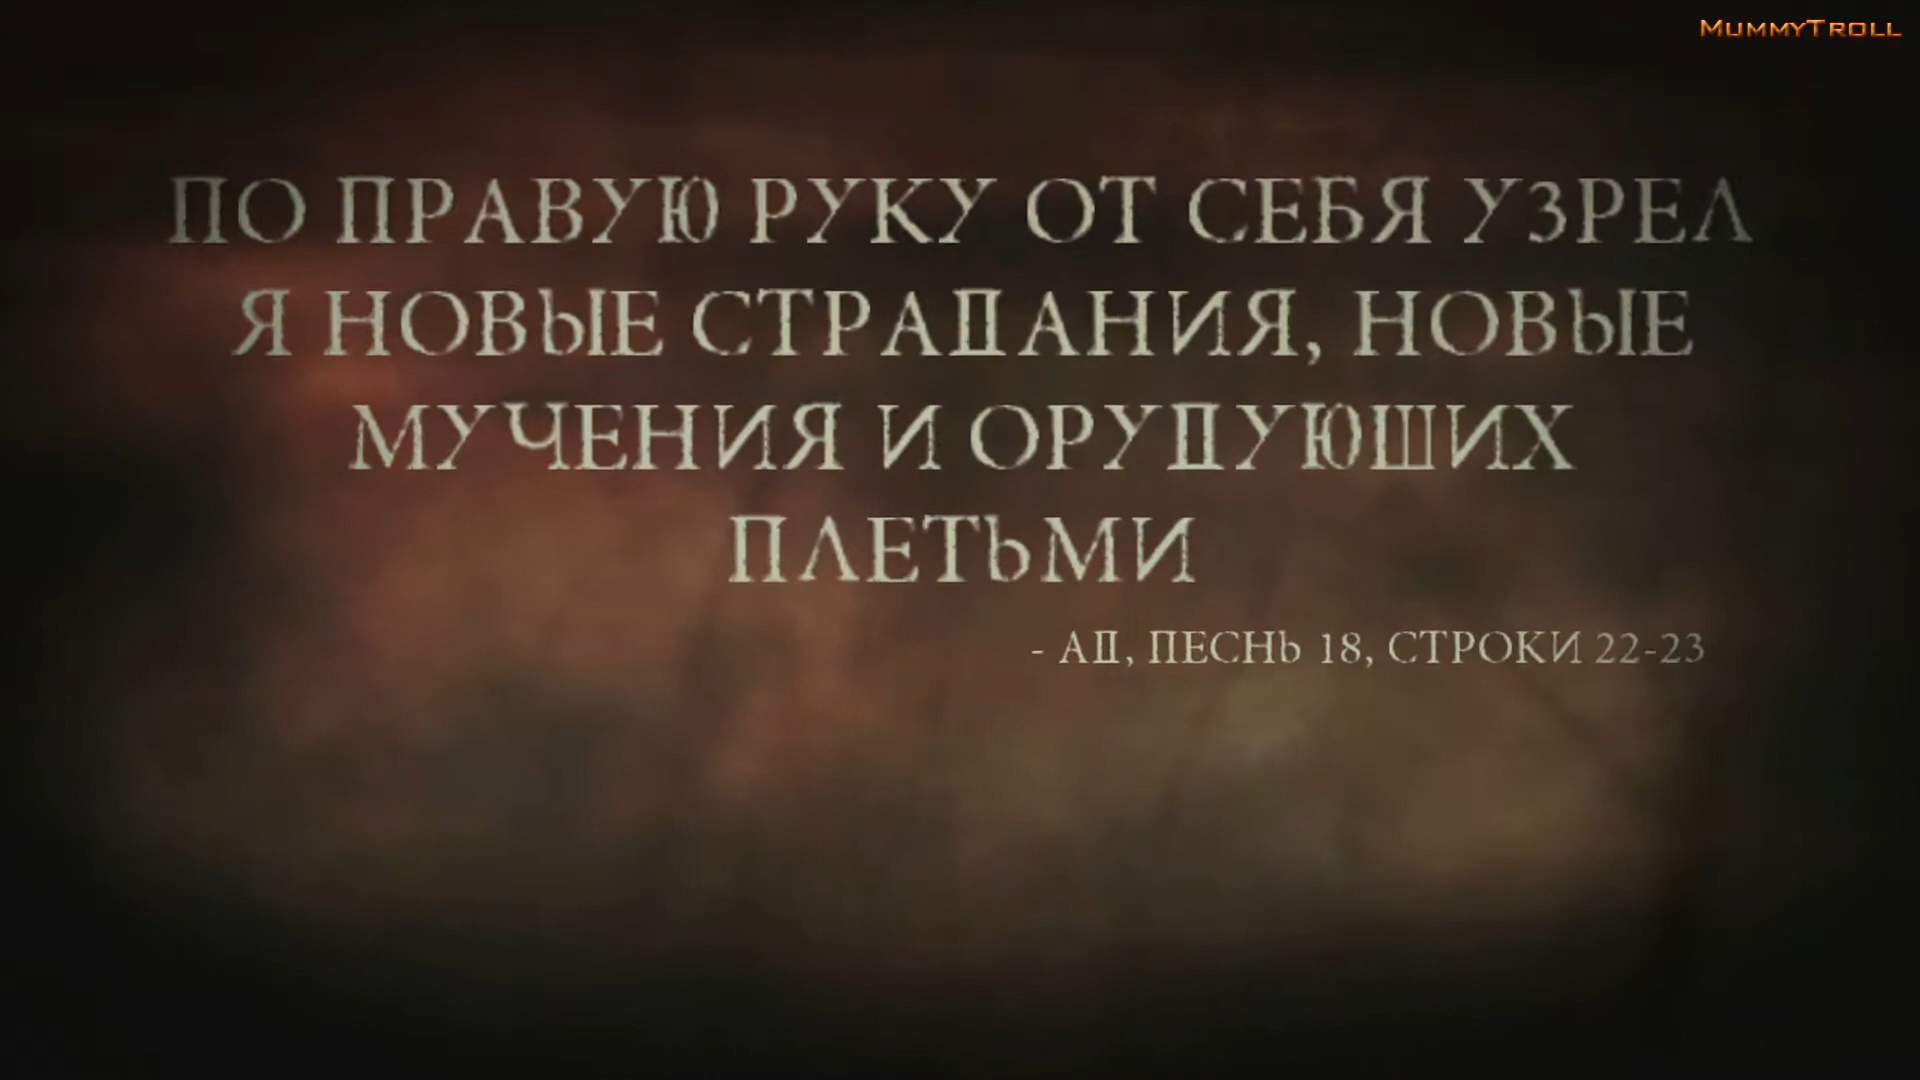 MummyTroll
ПО ПРАВУЮ РУКУ ОТ СЕБЯ УЗРЕЛ
Я НОВЫЕ СТРАДАНИЯ, НОВЫЕ
МУЧЕНИЯ И ОРУДУЮЩИХ
ПЛЕТЬМИ
- АД, ПЕСНЬ 18, СТРОКИ 22-23